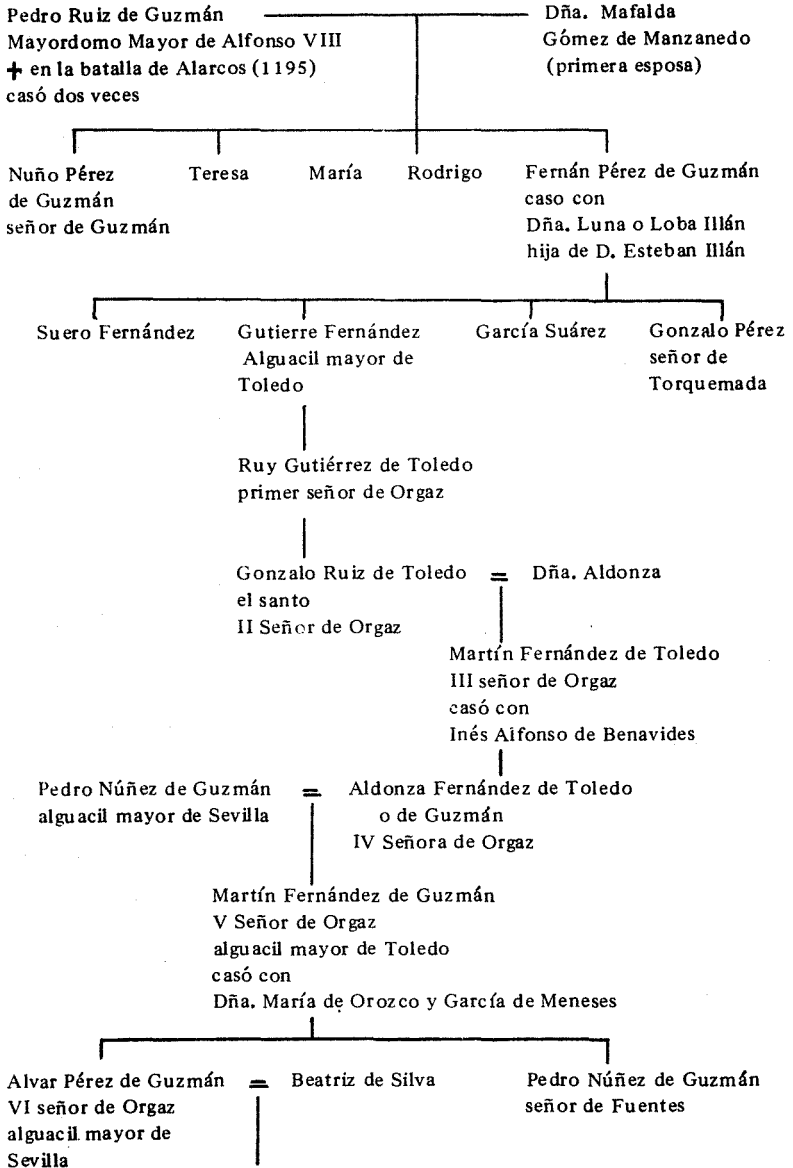 Pedro Ruiz de Guzmán
Mayordomo Mayor de Alfonso VIII
+ en la batalla de Alarcos (1195)
casó dos veces
Dña. Mafalda
Gómez de Manzanedo
(primera esposa)
Nuño Pérez
de Guzmán
señor de Guzmán
Teresa
María
Rodrigo
Fernán Pérez de Guzmán
caso con
Dña. Luna o Loba Illán
hija de D. Esteban Illán
Suero Fernández
Gutierre Fernández
Alguacil mayor de
Toledo
García Suárez
Gonzalo Pérez
señor de
Torquemada
Ruy Gutiérrez de Toledo
primer señor de Orgaz
Gonzalo Ruiz de Toledo = Dña. Aldonza
el santo
II Señor de Orgaz
Martín Fernández de Toledo
III señor de Orgaz
casó con
Inés Alfonso de Benavides
Pedro Núñez de Guzmán = Aldonza Fernández de Toledo
alguacil mayor de Sevilla
o de Guzmán
IV Señora de Orgaz
Martín Fernández de Guzmán
V Señor de Orgaz
alguacil mayor de Toledo
casó con
Dña. María de Orozco y García de Meneses
Alvar Pérez de Guzmán = Beatriz de Silva
VI señor de Orgaz
alguacil mayor de
Sevilla
Pedro Núñez de Guzmán
señor de Fuentes